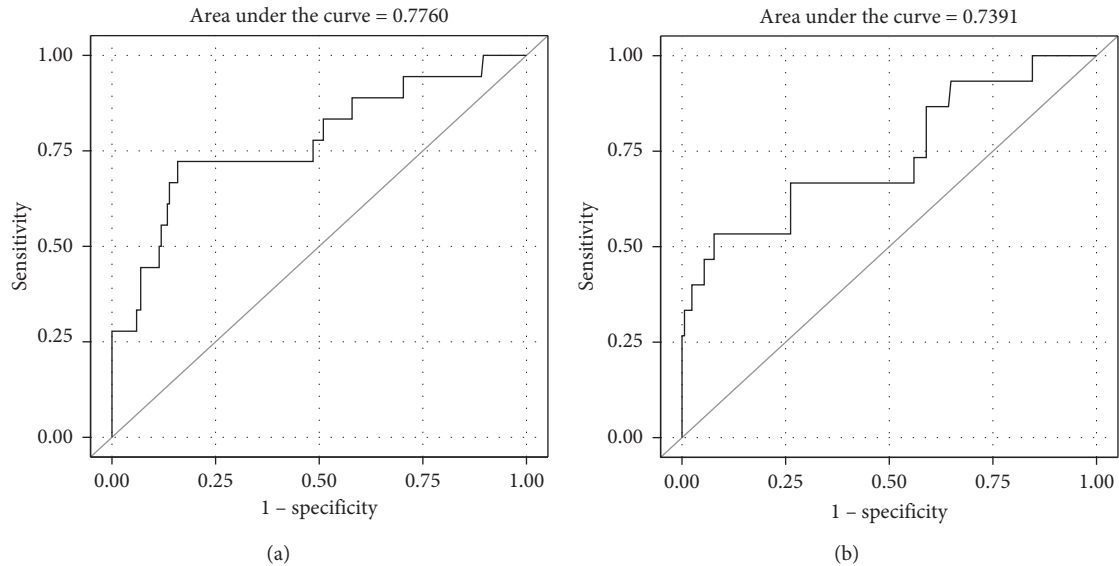 Area under the curve = 0.7760
1.00
0.75
0.50
0.25
0.00
Sensitivity
0.00 0.25 0.50 0.75 1.00
1 – specificity
(a)
Area under the curve = 0.7391
1.00
0.75
0.50
0.25
0.00
Sensitivity
0.00 0.25 0.50 0.75 1.00
1 – specificity
(b)